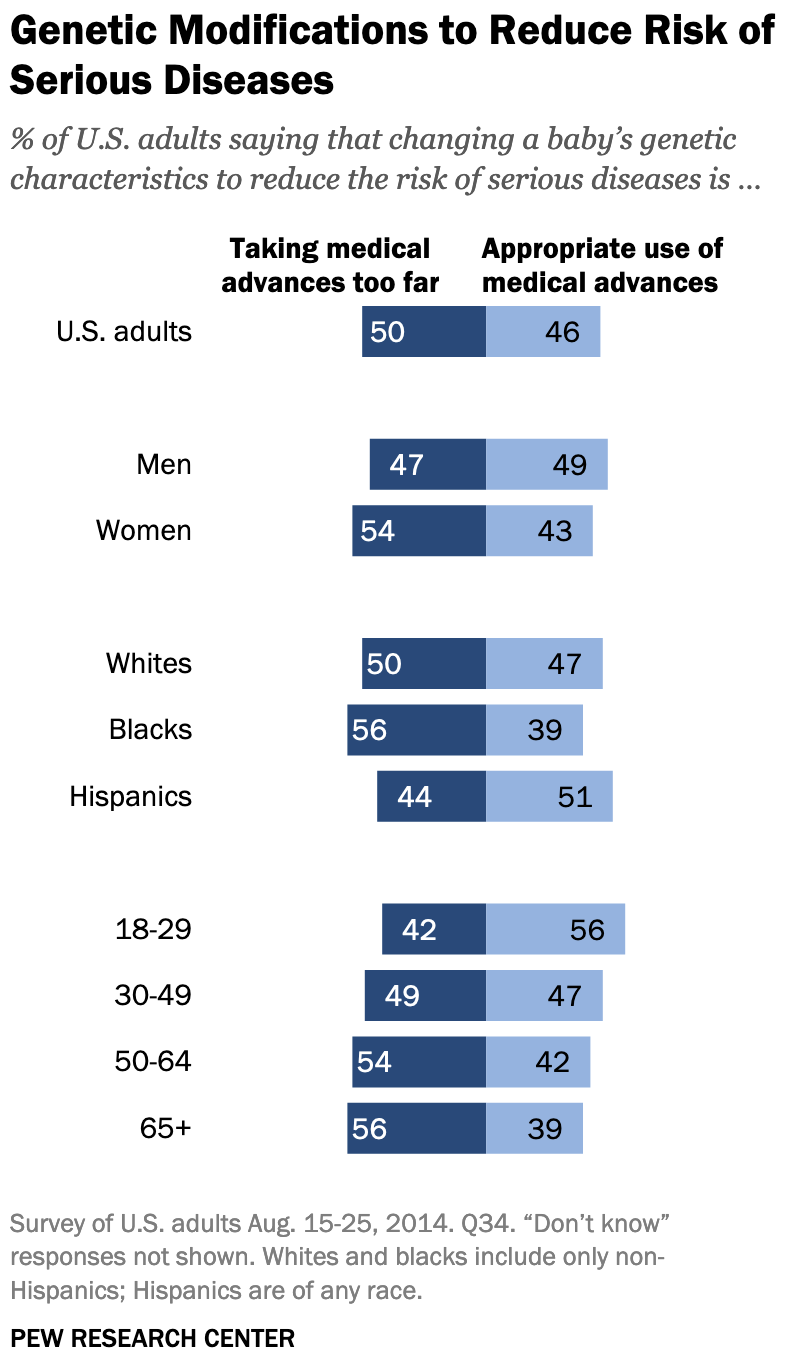 Genetic Modifications to Reduce Risk of
Serious Diseases
% of U.S. adults saying that changing a baby’s genetic
characteristics to reduce the risk of serious diseases is ...
Taking medical
advances too far
Appropriate use of
medical advances
U.S. adults 50 46
Men 47 49
Women 54 43
Whites 50 47
Blacks 56 39
Hispanics 44 51
18-29 42 56
30-49 49 47
50-64 54 42
65+ 56 39
Survey of U.S. adults Aug. 15-25, 2014. Q34. “Don’t know”
responses not shown. Whites and blacks include only non-
Hispanics; Hispanics are of any race.
PEW RESEARCH CENTER